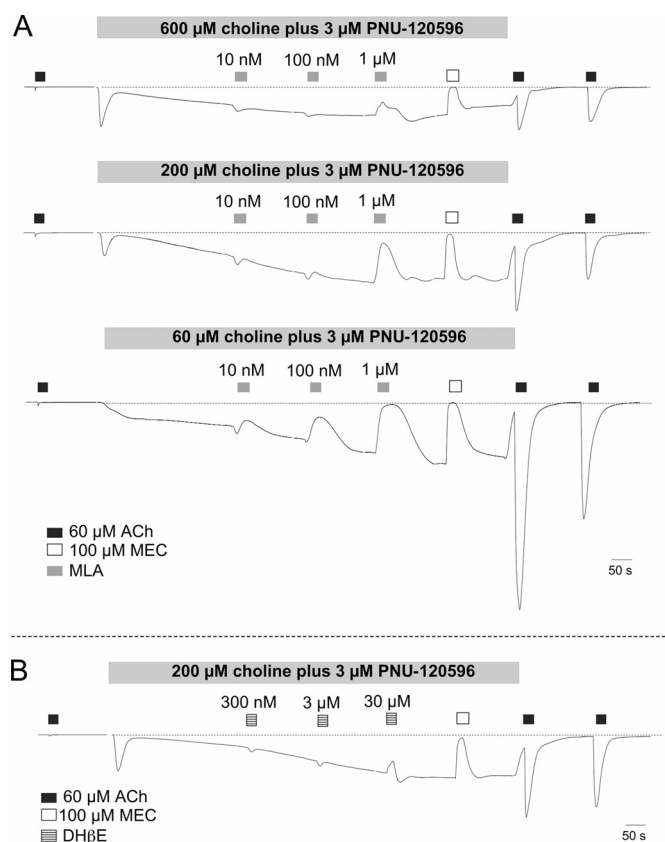 A
600 µM choline plus 3 µM PNU-120596
10 nM 100 nM 1 µM
200 µM choline plus 3 µM PNU-120596
10 nM 100 nM 1 µM
60 µM choline plus 3 µM PNU-120596
10 nM 100 nM 1 µM
60 µM ACh
100 µM MEC
MLA
50 s
B
200 µM choline plus 3 µM PNU-120596
300 nM 3 µM 30 µM
60 µM ACh
100 µM MEC
DHβE
50 s